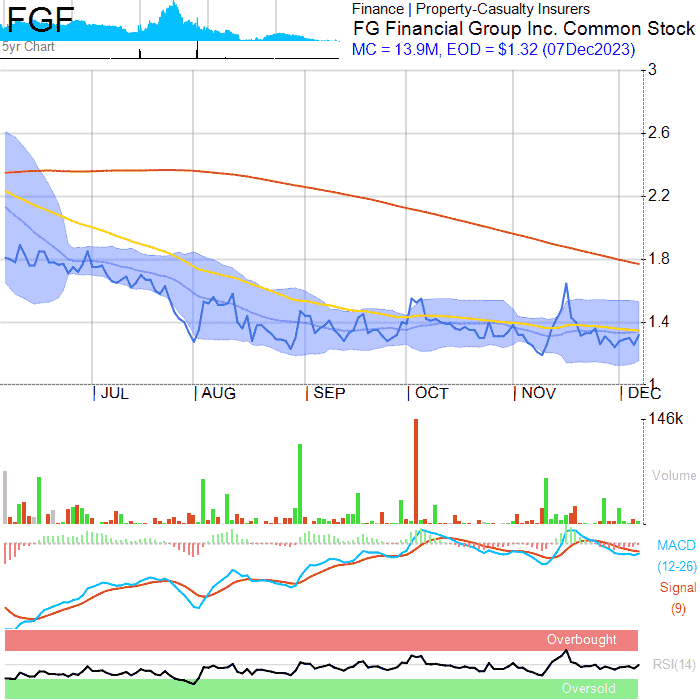 FGF
5yr Chart
Finance | Property-Casualty Insurers
FG Financial Group Inc. Common Stock
MC = 13.9M, EOD = $1.32 (07Dec2023)
3
2.6
2.2
1.8
1.4
1
JUL AUG SEP OCT NOV DEC
146k
Volume
MACD
(12-26)
Signal
(9)
Overbought
RSI(14)
Oversold